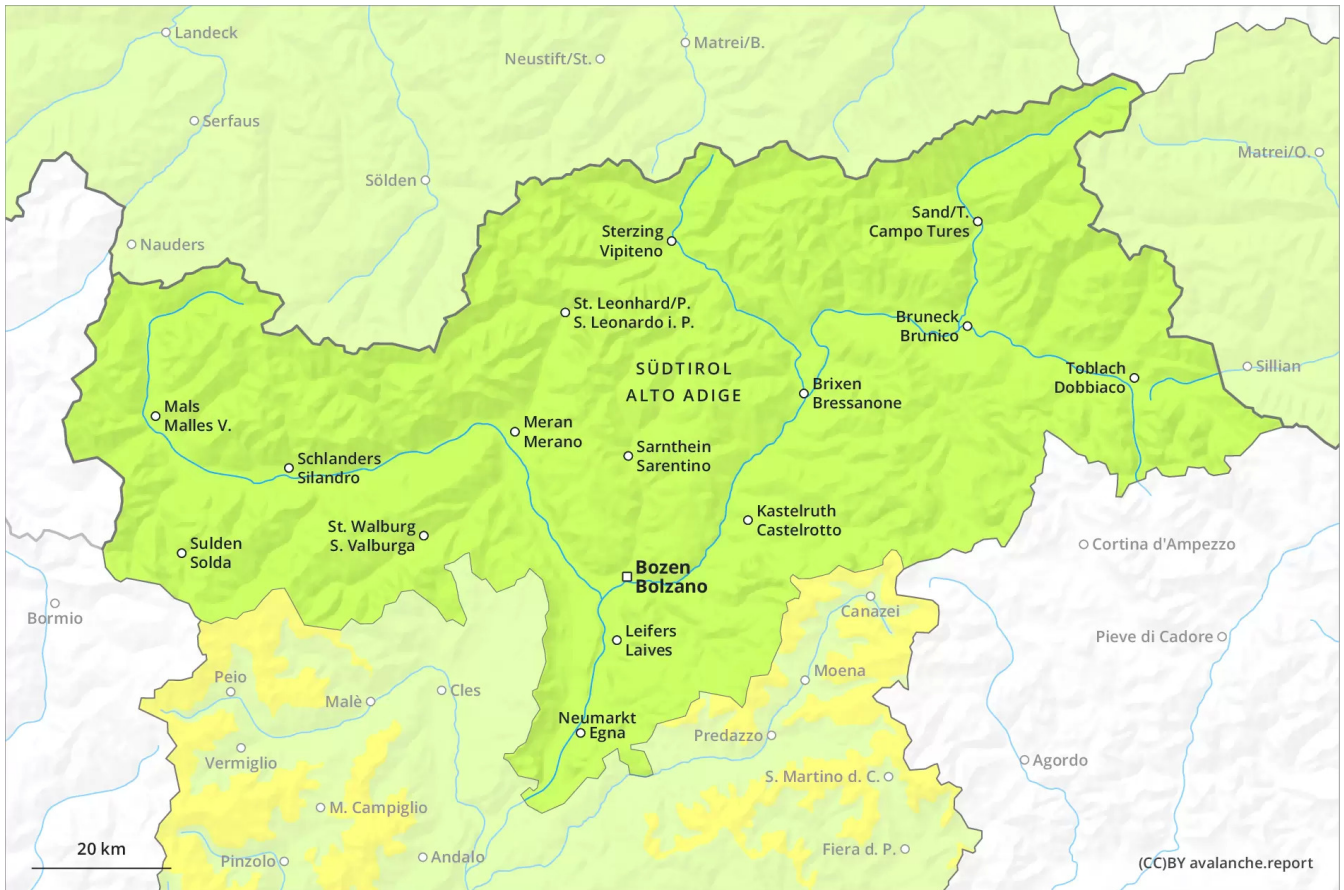 Landeck
Matrei/B.
Neustift/St.
Serfaus
Matrei/O.
Sölden
Sand/T.
Campo Tures
Nauders
Sterzing
Vipiteno
St. Leonhard/P.
S. Leonardo i. P.
Bruneck
Brunico
SÜDTIROL
ALTO ADIGE
Toblach
Dobbiaco
Sillian
Brixen
Bressanone
Mals
Malles V.
Meran
Merano
Sarnthein
Sarentino
Schlanders
Silandro
Kastelruth
Castelrotto
St. Walburg
S. Valburga
Sulden
Solda
Cortina d'Ampezzo
Bozen
Bolzano
Bormio
Canazei
Leifers
Laives
Pieve di Cadore
Peio
Malè
Cles
Moena
Neumarkt
Egna
Predazzo
Vermiglio
Agordo
S. Martino d. C.
M. Campiglio
20 km
Pinzolo
Andalo
Fiera d. P.
(CC)BY avalanche.report